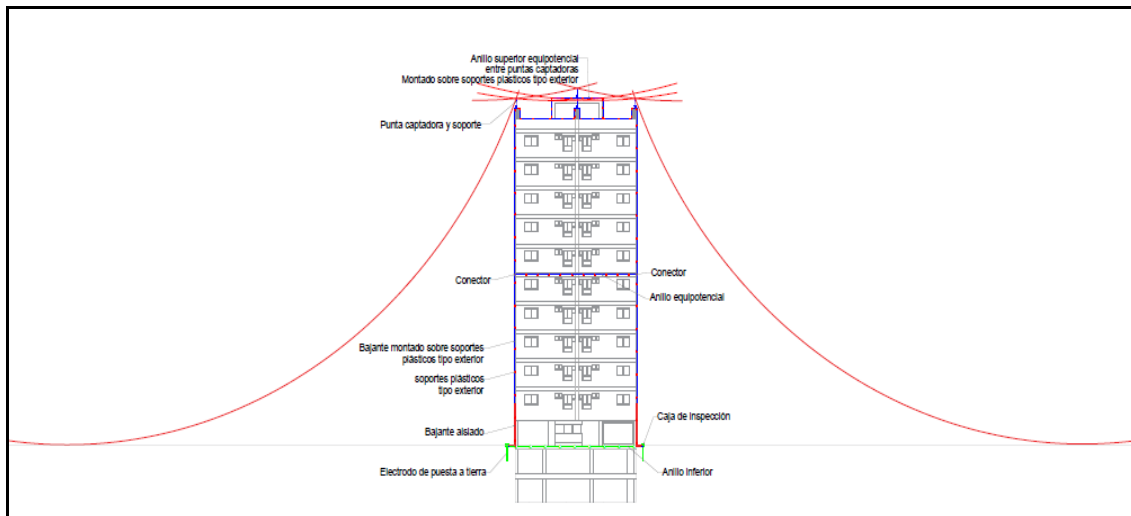 Anillo superior equipotencial
entre puntas captadoras
Montado sobre soportes plásticos tipo exterior
Punta captadora y soporte
Conector
Conector
Anillo equipotencial
Bajante montado sobre soportes
plásticos tipo exterior
soportes plásticos
tipo exterior
Caja de inspección
Bajante aislado
Electrodo de puesta a tierra
Anillo inferior